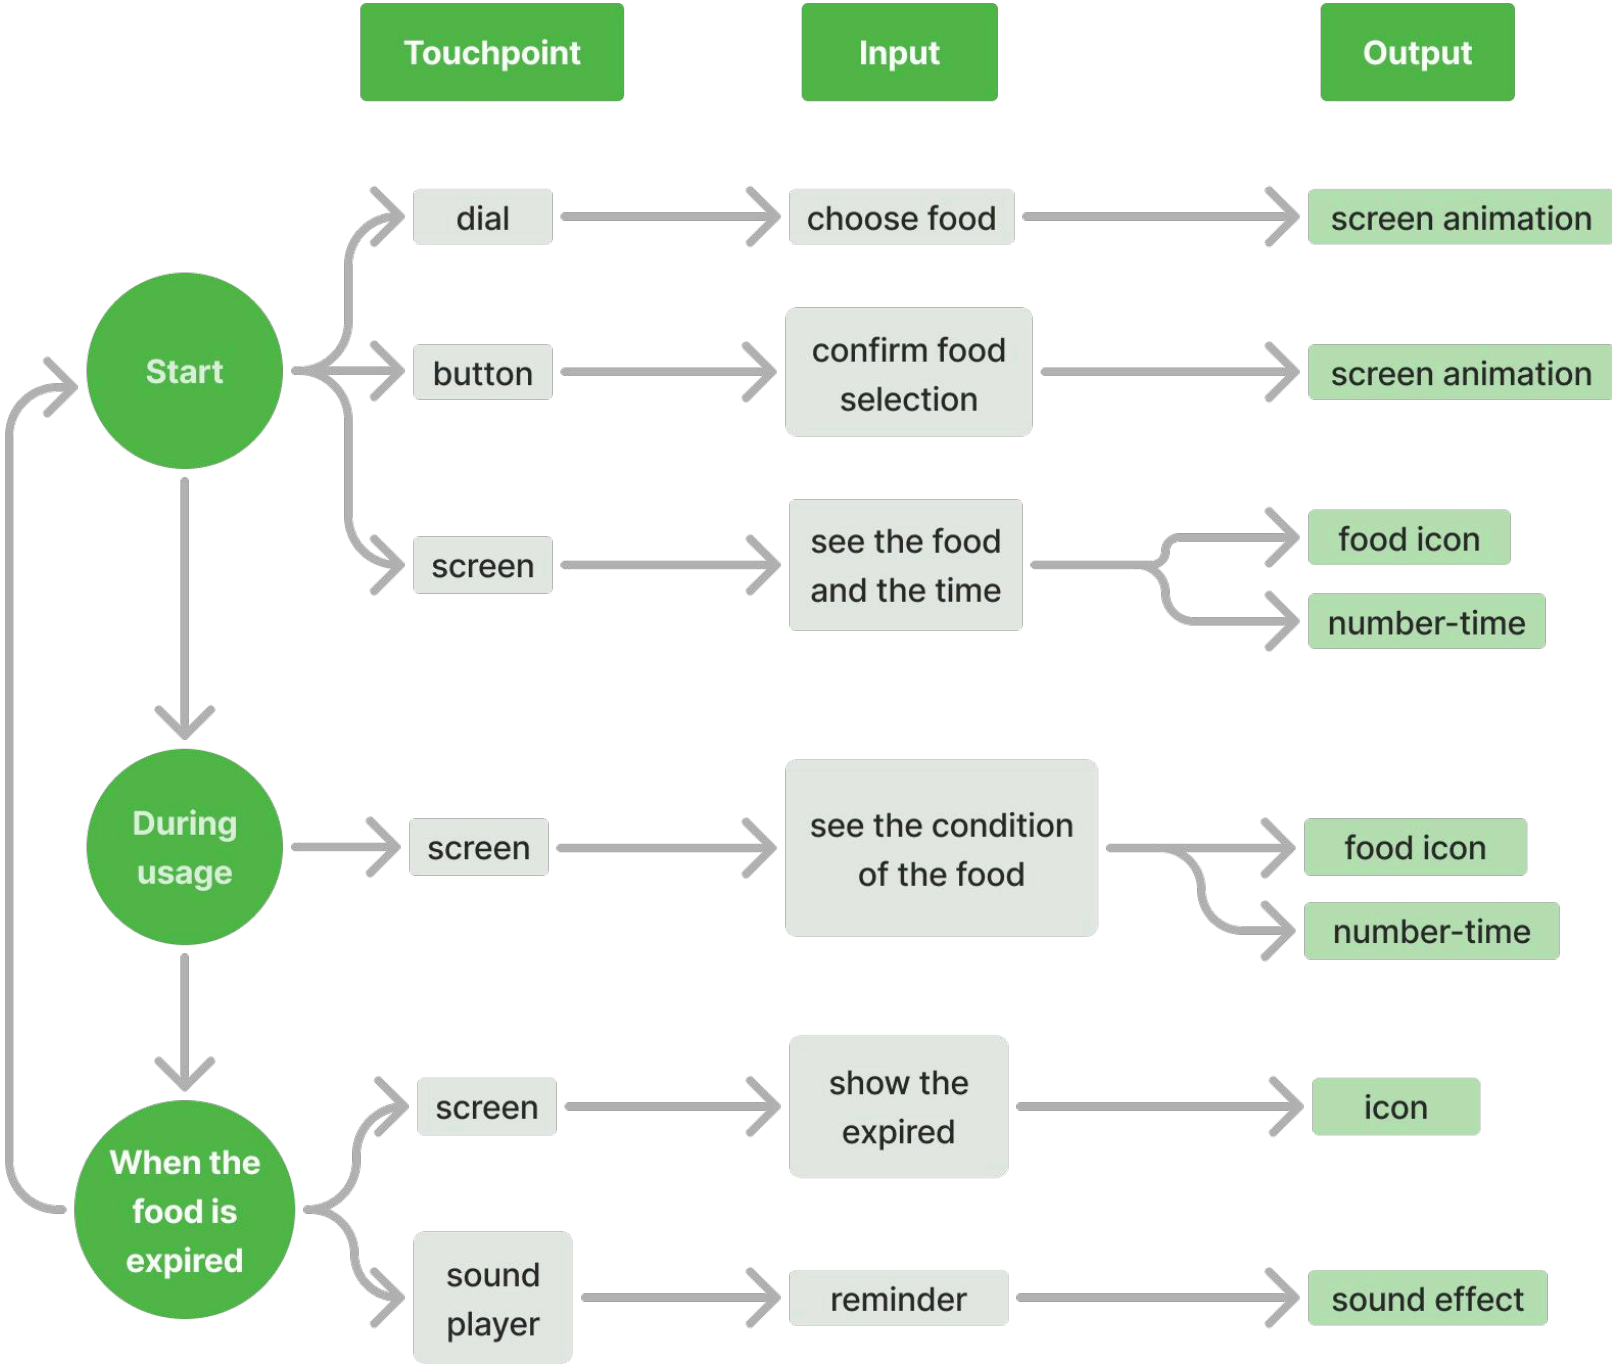 Touchpoint
Input
Output
dial
choose food
screen animation
Start
button
confirm food
selection
screen animation
screen
see the food
and the time
food icon
number-time
During
usage
screen
see the condition
of the food
food icon
number-time
When the
food is
expired
screen
show the
expired
icon
sound
player
reminder
sound effect